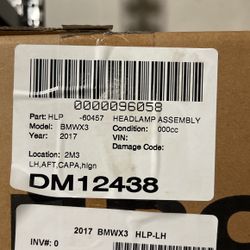 0000096058
Part: HLP -60457 HEADLAMP ASSEMBLY
Model: BMWX3 Condition: 000cc
Year: 2017 VIN:
Damage Code:
Location: 2M3
LH,AFT,CAPA,hlgn
DM12438
2017 BMWX3 HLP-LH
INV#: 0